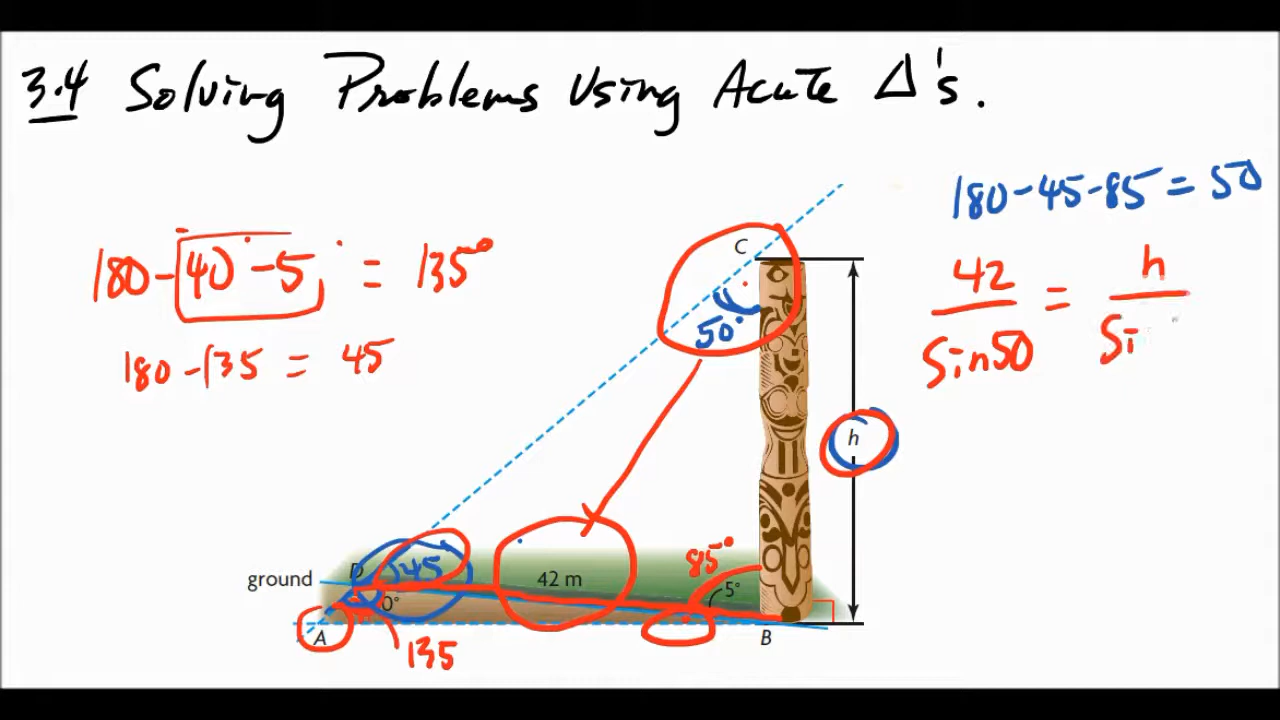 3.4 Solving Problems Using Acute Δ's.
180-45-85 = 50
180-40°-5° = 135°
42/Sin50 = h/Si
180-135 = 45
C
50°
h
85°
D
45
42 m
ground
0°
5°
A
B
135